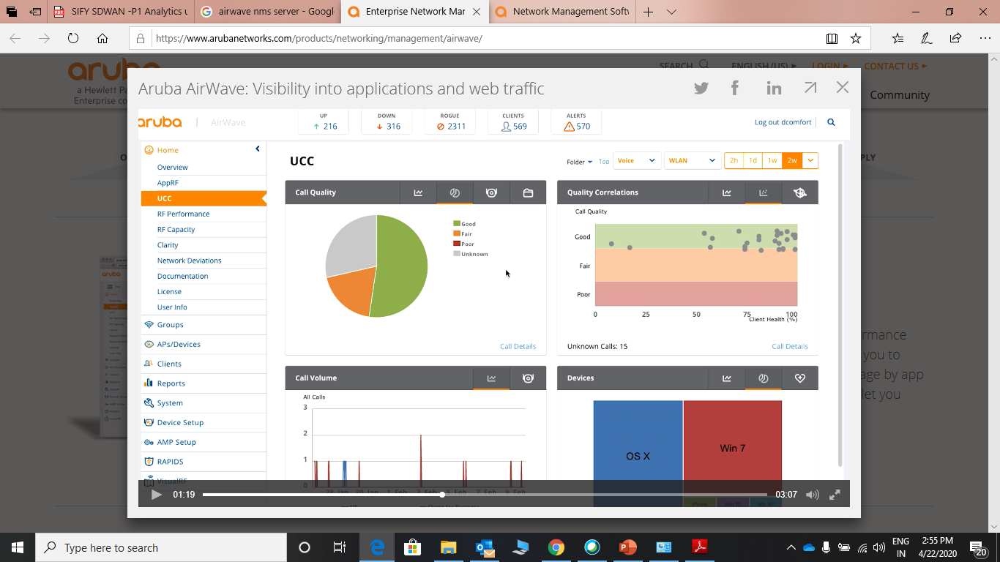 SIFY SDWAN -P1 Analytics u
airwave nms server - Googl
Enterprise Network Mar
Network Management Softw
https://www.arubanetworks.com/products/networking/management/airwave/
aruba
a Hewlett Pa
Enterprise co
SEARCH
ENGLISH (US)
LOGIN
CONTACT US
Community
Aruba AirWave: Visibility into applications and web traffic
in
aruba
AirWave
UP
216
DOWN
316
ROGUE
2311
CLIENTS
569
ALERTS
570
Log out dcomfort
Home
Overview
AppRF
UCC
RF Performance
RF Capacity
Clarity
Network Deviations
Documentation
License
User Info
Groups
APs/Devices
Clients
Reports
System
Device Setup
AMP Setup
RAPIDS
VisualRF
UCC
Folder
Top
Voice
WLAN
2h
1d
1w
2w
Call Quality
Good
Fair
Poor
Unknown
Call Details
Quality Correlations
Call Quality
Good
Fair
Poor
0 25 50 75 100
Client Health (%)
Unknown Calls: 15
Call Details
Call Volume
All Calls
3
2
1
0
28. Jan 30. Jan 1. Feb 3. Feb 5. Feb 7. Feb 9. Feb
Skype for Business
Devices
OS X
Win 7
iPhone
01:19
03:07
PLY
rmance
you to
age by app
let you
Type here to search
ENG
IN
2:55 PM
4/22/2020
20